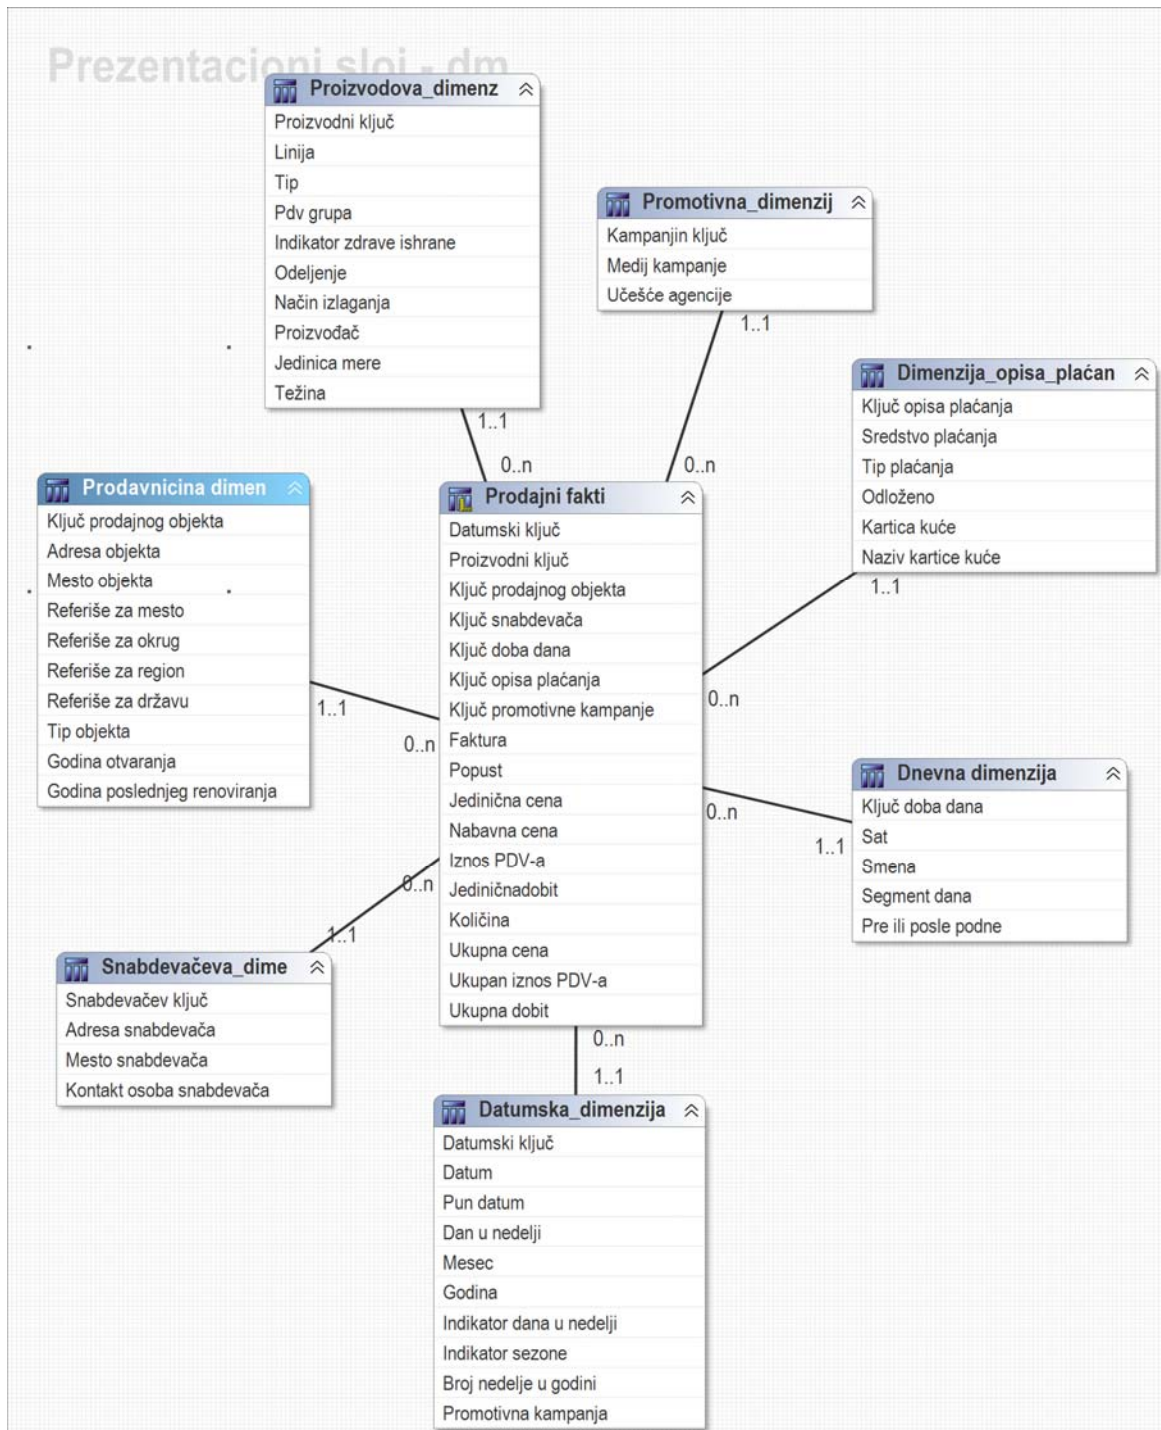 Prezentacioni sloj - dm
Proizvodova_dimenz
Proizvodni ključ
Linija
Tip
Pdv grupa
Indikator zdrave ishrane
Odeljenje
Način izlaganja
Proizvođač
Jedinica mere
Težina
1..1
0..n
Promotivna_dimenzij
Kampanjin ključ
Medij kampanje
Učešće agencije
1..1
0..n
Dimenzija_opisa_plaćan
Ključ opisa plaćanja
Sredstvo plaćanja
Tip plaćanja
Odloženo
Kartica kuće
Naziv kartice kuće
1..1
0..n
Prodavnicina dimen
Ključ prodajnog objekta
Adresa objekta
Mesto objekta
Referiše za mesto
Referiše za okrug
Referiše za region
Referiše za državu
Tip objekta
Godina otvaranja
Godina poslednjeg renoviranja
1..1
0..n
Prodajni fakti
Datumski ključ
Proizvodni ključ
Ključ prodajnog objekta
Ključ snabdevača
Ključ doba dana
Ključ opisa plaćanja
Ključ promotivne kampanje
Faktura
Popust
Jedinična cena
Nabavna cena
Iznos PDV-a
Jediničnadobit
Količina
Ukupna cena
Ukupan iznos PDV-a
Ukupna dobit
Dnevna dimenzija
Ključ doba dana
Sat
Smena
Segment dana
Pre ili posle podne
0..n
1..1
0..n
1..1
Snabdevačeva_dime
Snabdevačev ključ
Adresa snabdevača
Mesto snabdevača
Kontakt osoba snabdevača
0..n
1..1
Datumska_dimenzija
Datumski ključ
Datum
Pun datum
Dan u nedelji
Mesec
Godina
Indikator dana u nedelji
Indikator sezone
Broj nedelje u godini
Promotivna kampanja